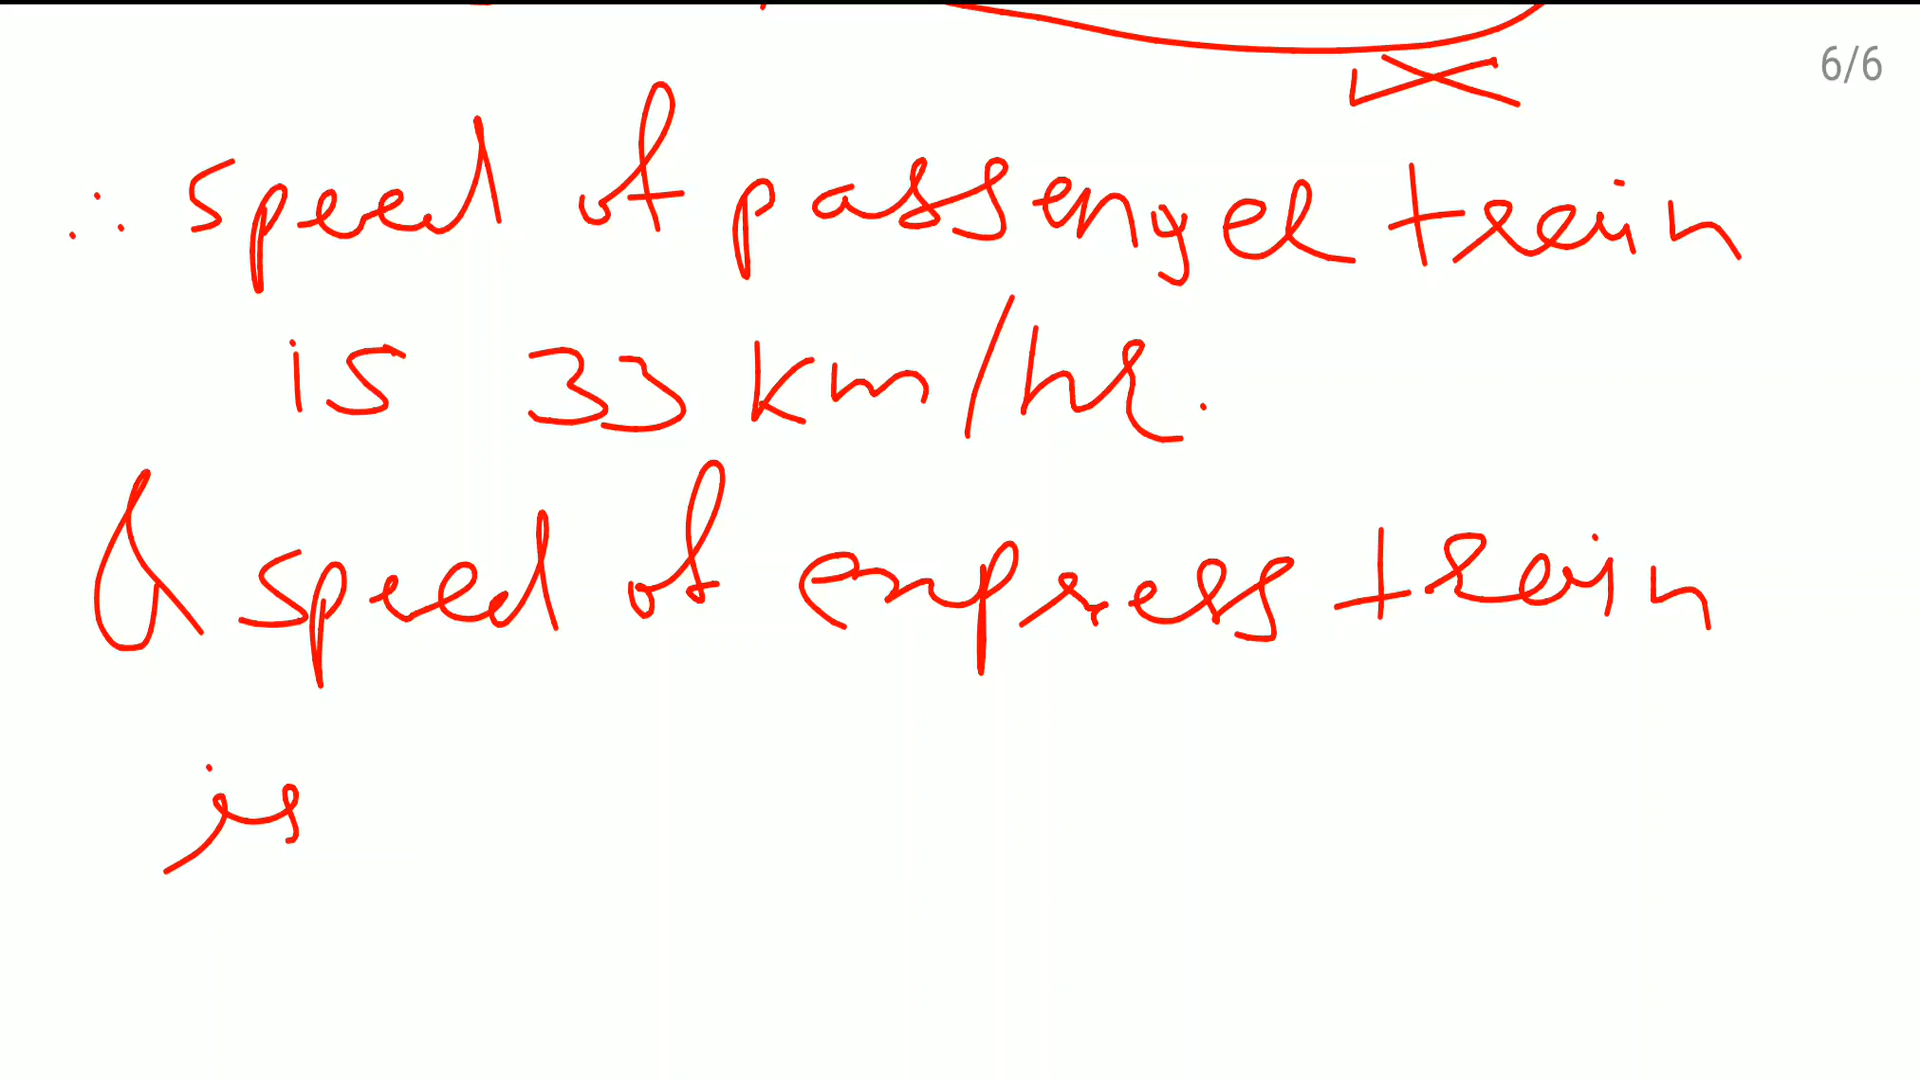 6/6
∴ speed of passenger train
is 33 km/hr.
& speed of express train
is